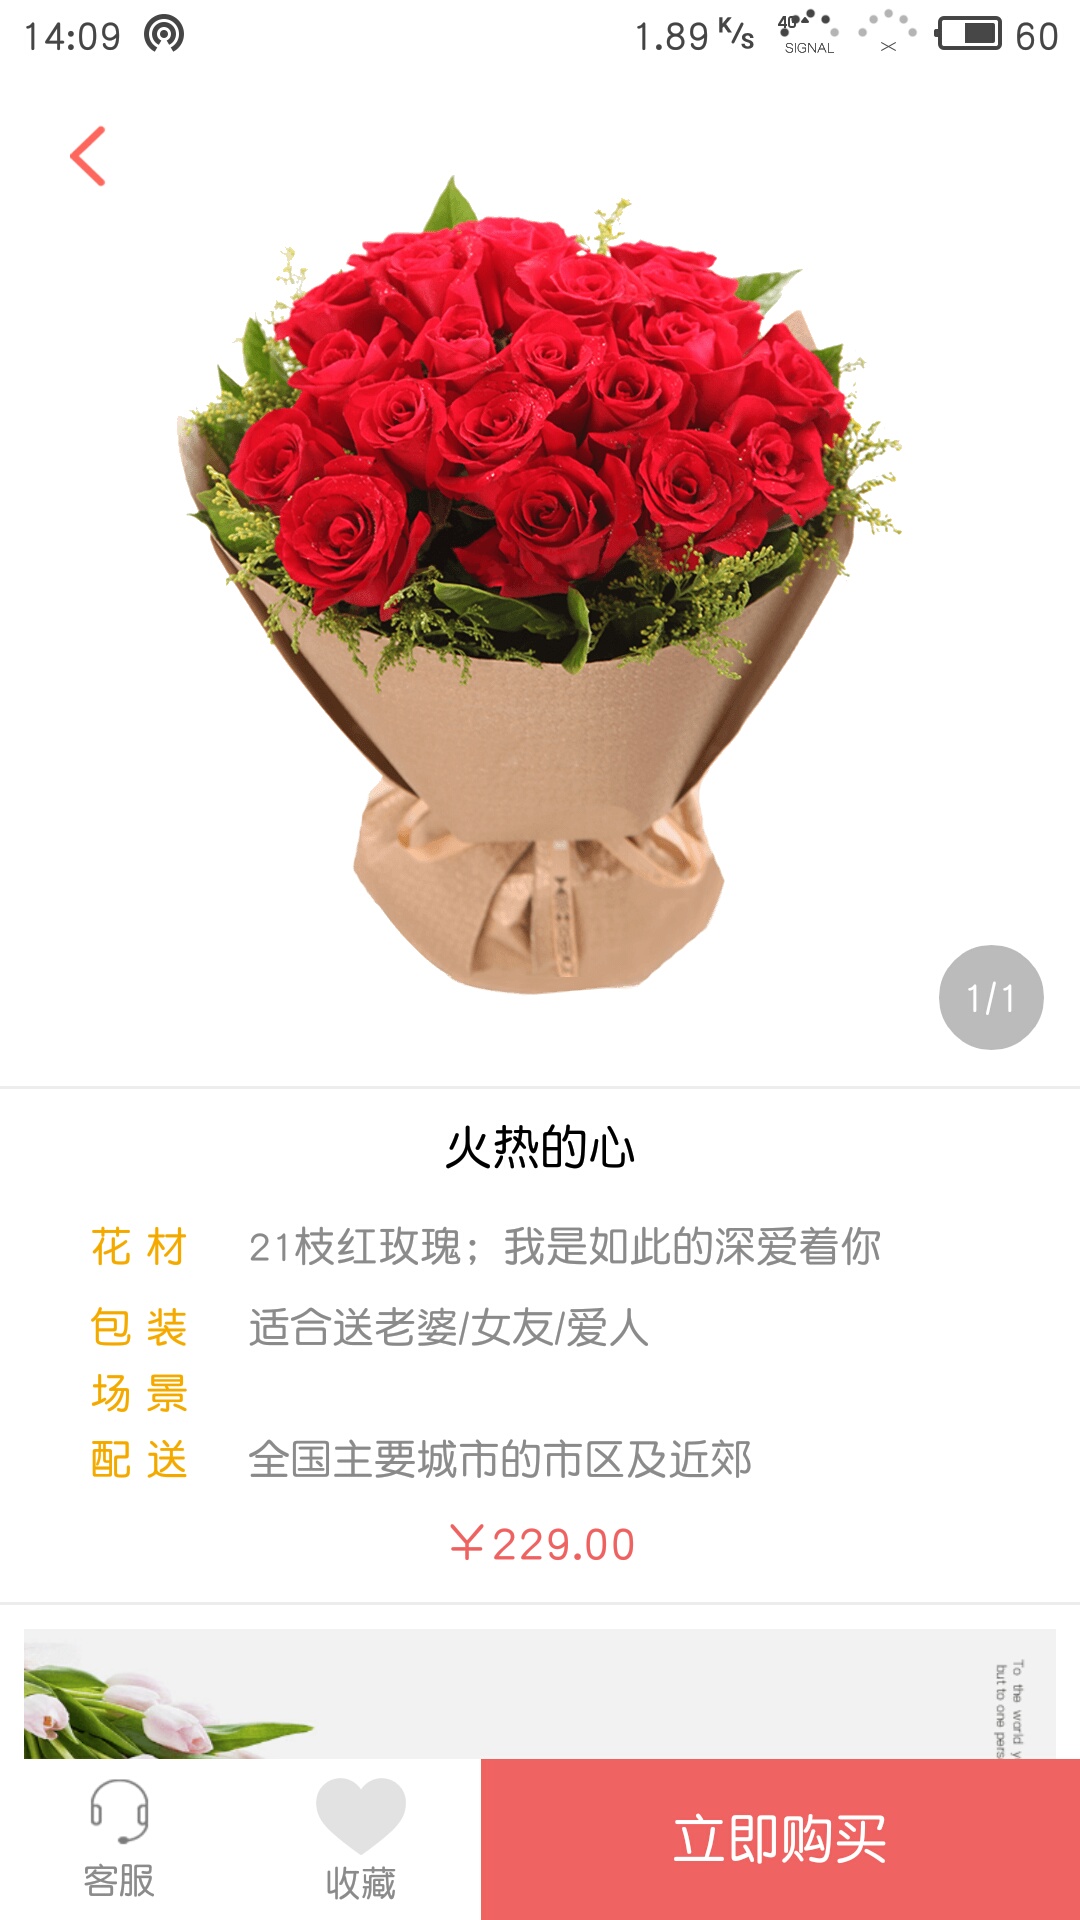 14:09
1.89 K/s
4G
SIGNAL
60
1/1
火热的心
花 材 21枝红玫瑰；我是如此的深爱着你
包 装 适合送老婆/女友/爱人
场 景
配 送 全国主要城市的市区及近郊
￥229.00
To the world y
but to one pers
客服
收藏
立即购买